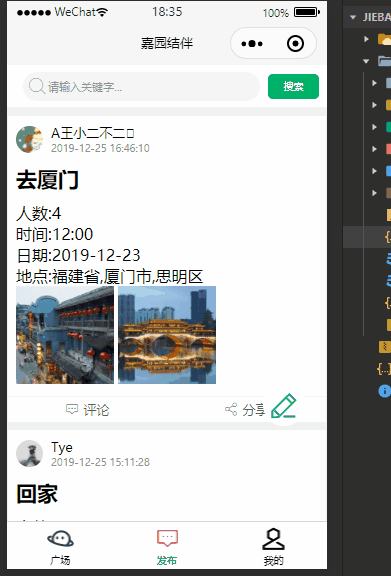 WeChat 18:35 100%
嘉园结伴
请输入关键字... 搜索
A王小二不二
2019-12-25 16:46:10
去厦门
人数:4
时间:12:00
日期:2019-12-23
地点:福建省,厦门市,思明区
评论 分享
Tye
2019-12-25 15:11:28
回家
广场 发布 我的
JIEBA